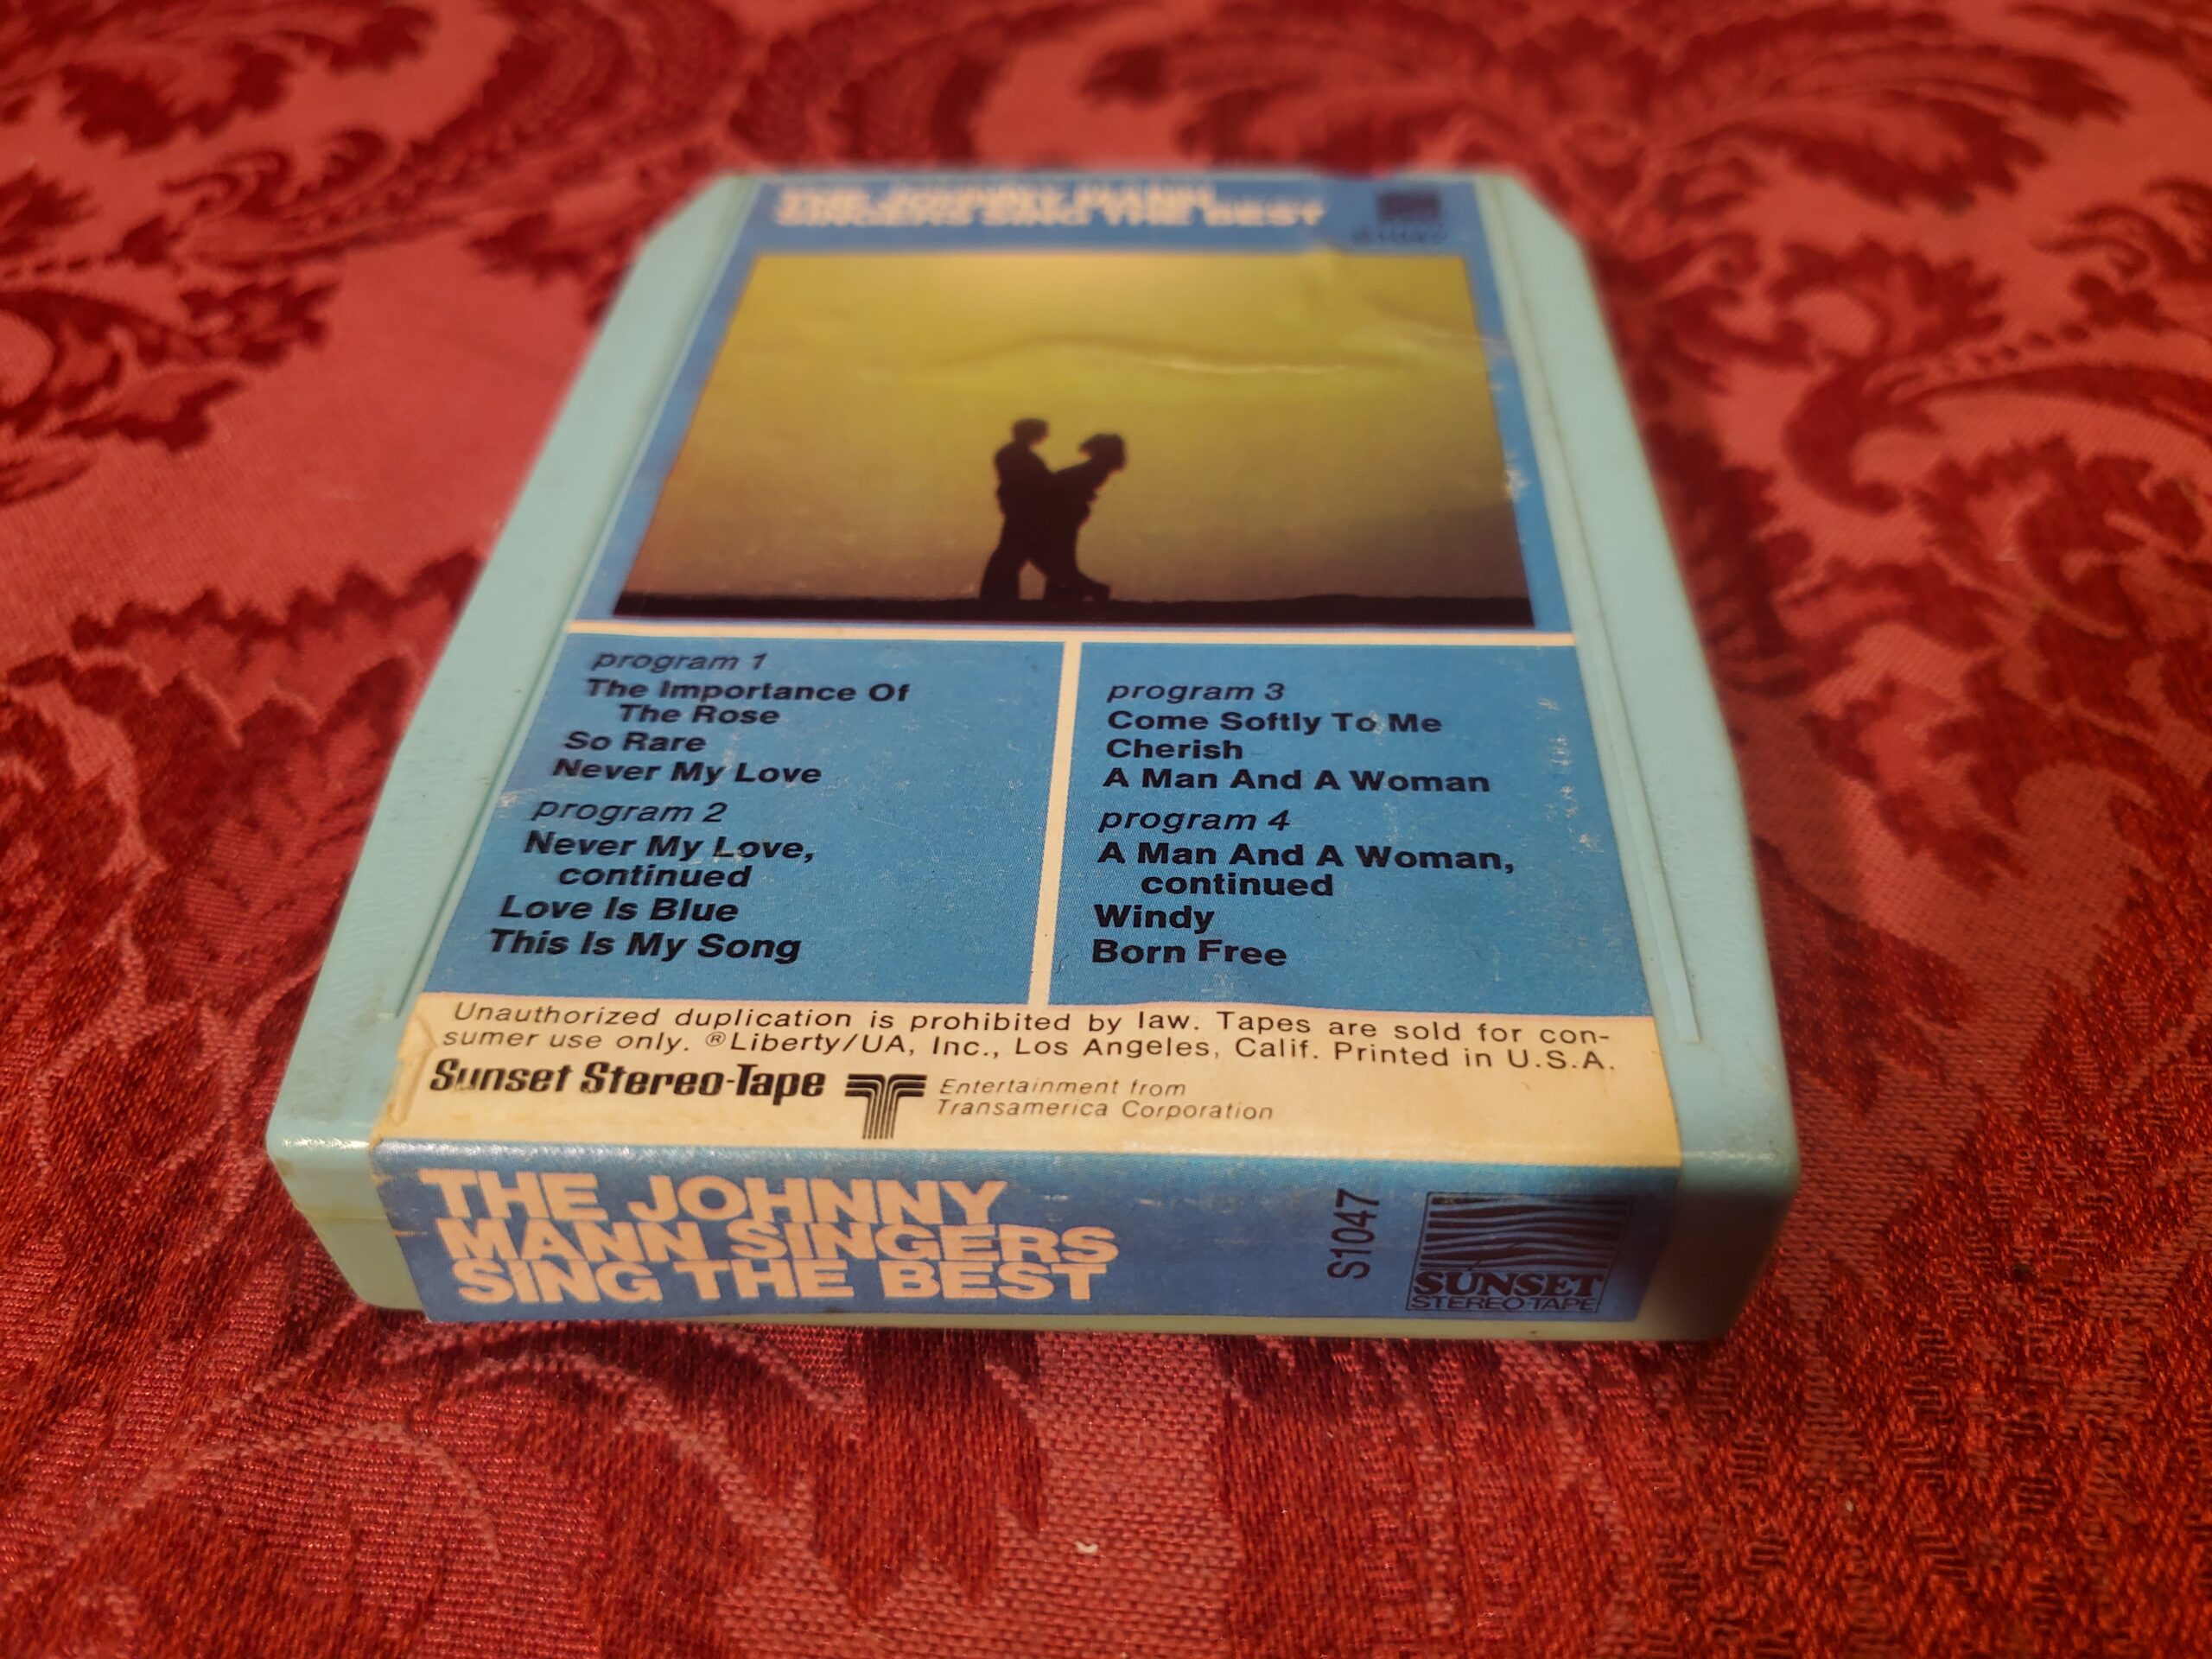 THE JOHNNY MANN
SINGERS SING THE BEST
program 1
The Importance Of
The Rose
So Rare
Never My Love
program 2
Never My Love,
continued
Love Is Blue
This Is My Song
program 3
Come Softly To Me
Cherish
A Man And A Woman
program 4
A Man And A Woman,
continued
Windy
Born Free
Unauthorized duplication is prohibited by law. Tapes are sold for con-
sumer use only. ®Liberty/UA, Inc., Los Angeles, Calif. Printed in U.S.A.
Sunset Stereo-Tape
Entertainment from
Transamerica Corporation
THE JOHNNY
MANN SINGERS
SING THE BEST
S1047
SUNSET
STEREO-TAPE